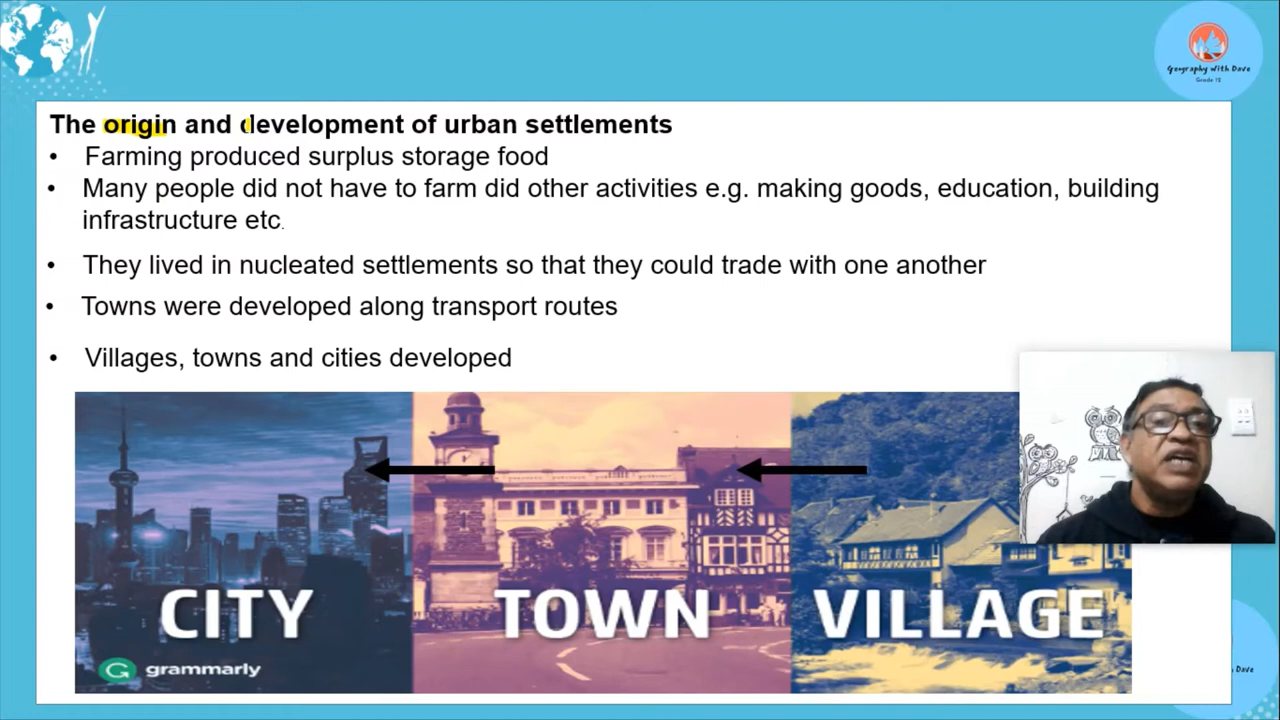 Geography With Dave
Grade 12
The origin and development of urban settlements
• Farming produced surplus storage food
• Many people did not have to farm did other activities e.g. making goods, education, building
infrastructure etc.
• They lived in nucleated settlements so that they could trade with one another
• Towns were developed along transport routes
• Villages, towns and cities developed
CITY
TOWN
VILLAGE
G grammarly
Dave